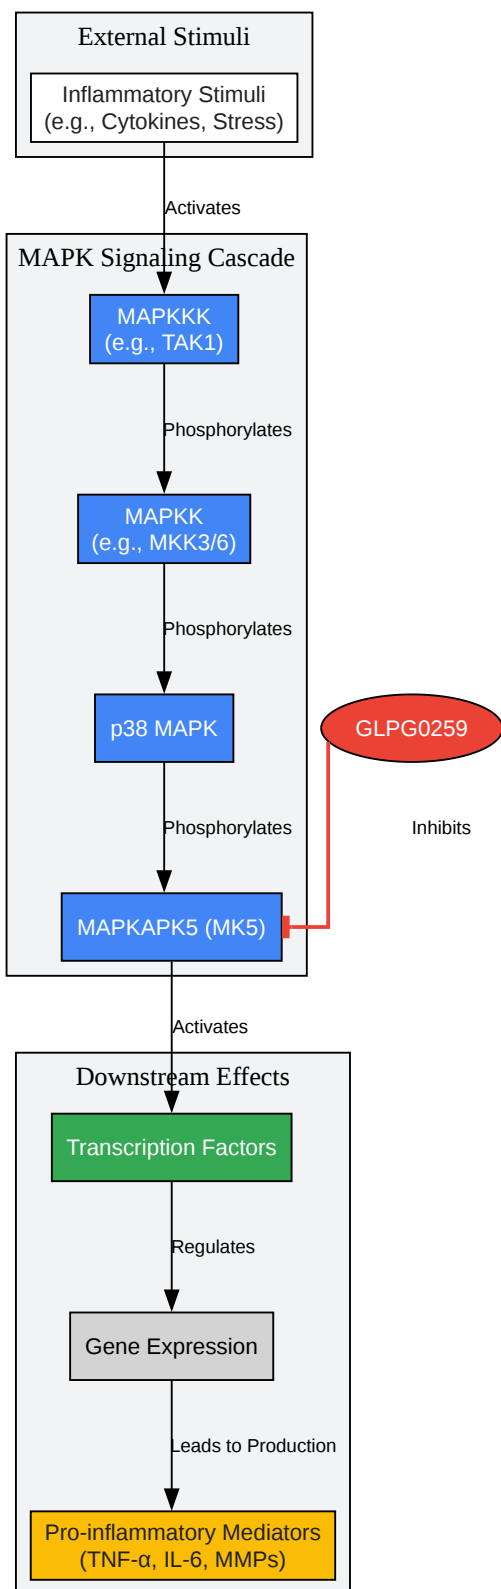 External Stimuli
Inflammatory Stimuli
(e.g., Cytokines, Stress)
Activates
MAPK Signaling Cascade
MAPKKK
(e.g., TAK1)
Phosphorylates
MAPKK
(e.g., MKK3/6)
Phosphorylates
p38 MAPK
GLPG0259
Phosphorylates
Inhibits
MAPKAPK5 (MK5)
Activates
Downstream Effects
Transcription Factors
Regulates
Gene Expression
Leads to Production
Pro-inflammatory Mediators
(TNF-α, IL-6, MMPs)